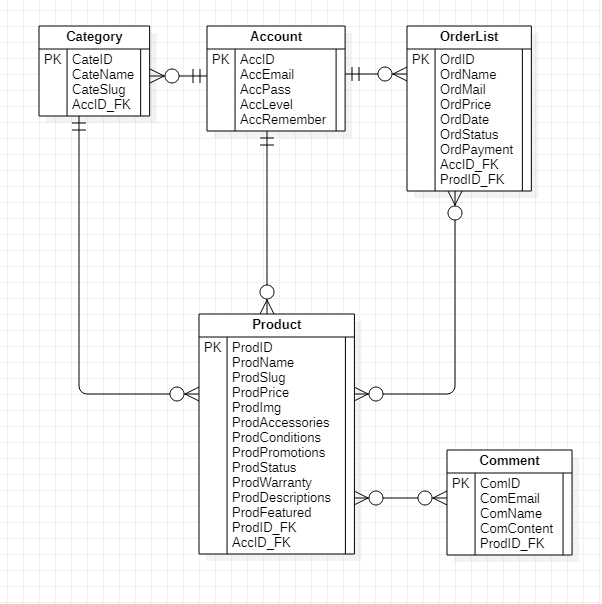 Category
PK CateID
CateName
CateSlug
AccID_FK
Account
PK AccID
AccEmail
AccPass
AccLevel
AccRemember
OrderList
PK OrdID
OrdName
OrdMail
OrdPrice
OrdDate
OrdStatus
OrdPayment
AccID_FK
ProdID_FK
Product
PK ProdID
ProdName
ProdSlug
ProdPrice
ProdImg
ProdAccessories
ProdConditions
ProdPromotions
ProdStatus
ProdWarranty
ProdDescriptions
ProdFeatured
ProdID_FK
AccID_FK
Comment
PK ComID
ComEmail
ComName
ComContent
ProdID_FK